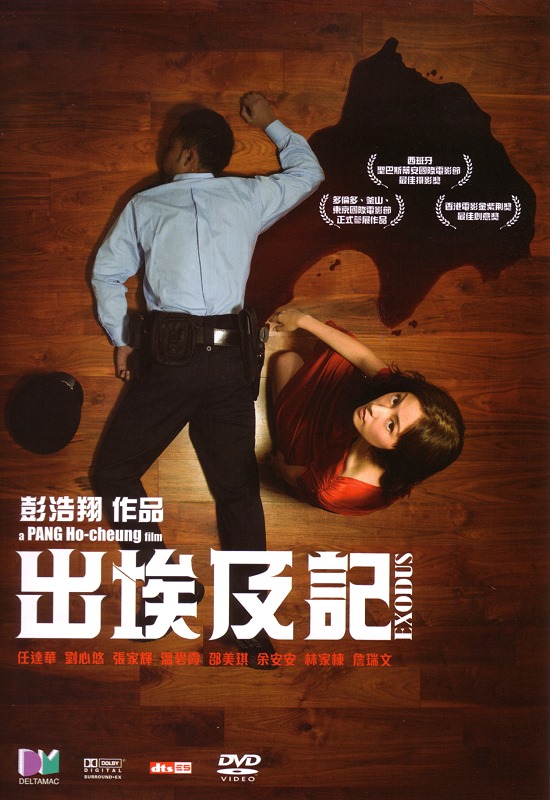 西班牙
聖巴斯蒂安國際電影節
最佳攝影獎
多倫多、釜山、
東京國際電影節
正式參展作品
香港電影金紫荊獎
最佳創意獎
彭浩翔 作品
a PANG Ho-cheung film
出埃及記
EXODUS
任達華 劉心悠 張家輝 溫碧霞 邵美琪 余安安 林家棟 詹瑞文
DM
DELTAMAC
DOLBY
DIGITAL
SURROUND·EX
dts ES
DVD
VIDEO